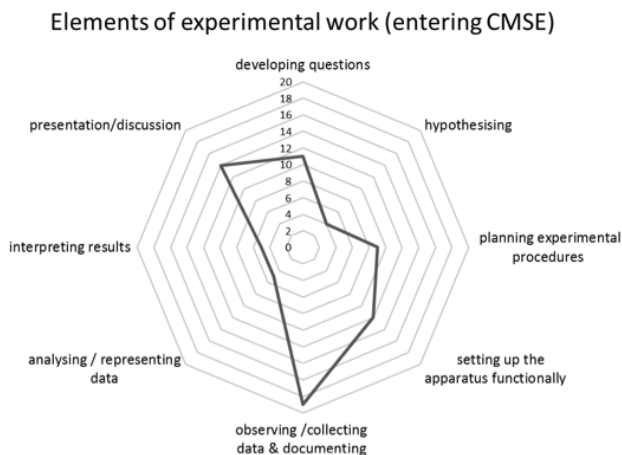 Elements of experimental work (entering CMSE)
developing questions
20
18
16
14
12
10
8
6
4
2
0
presentation/discussion
hypothesising
interpreting results
planning experimental
procedures
analysing / representing
data
setting up the
apparatus functionally
observing /collecting
data & documenting